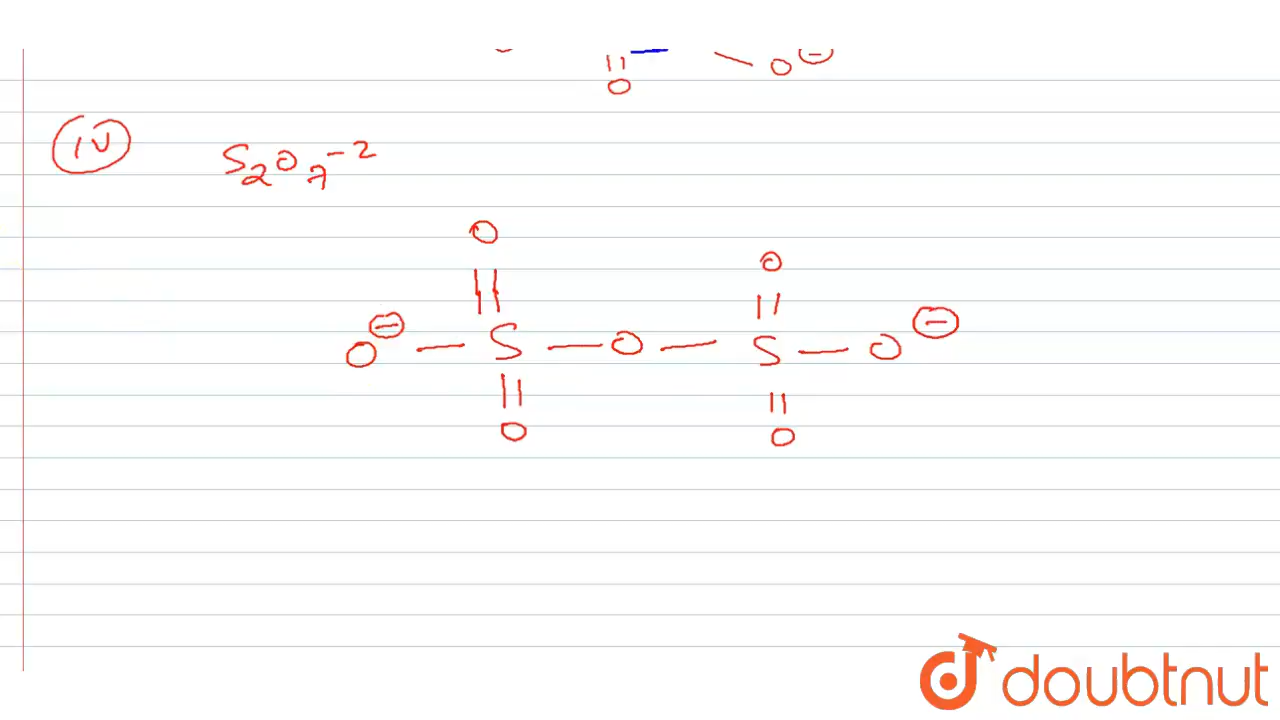 O O ⊖
iv S2O7-2
O O
O⊖ — S — O — S — O⊖
O O
doubtnut